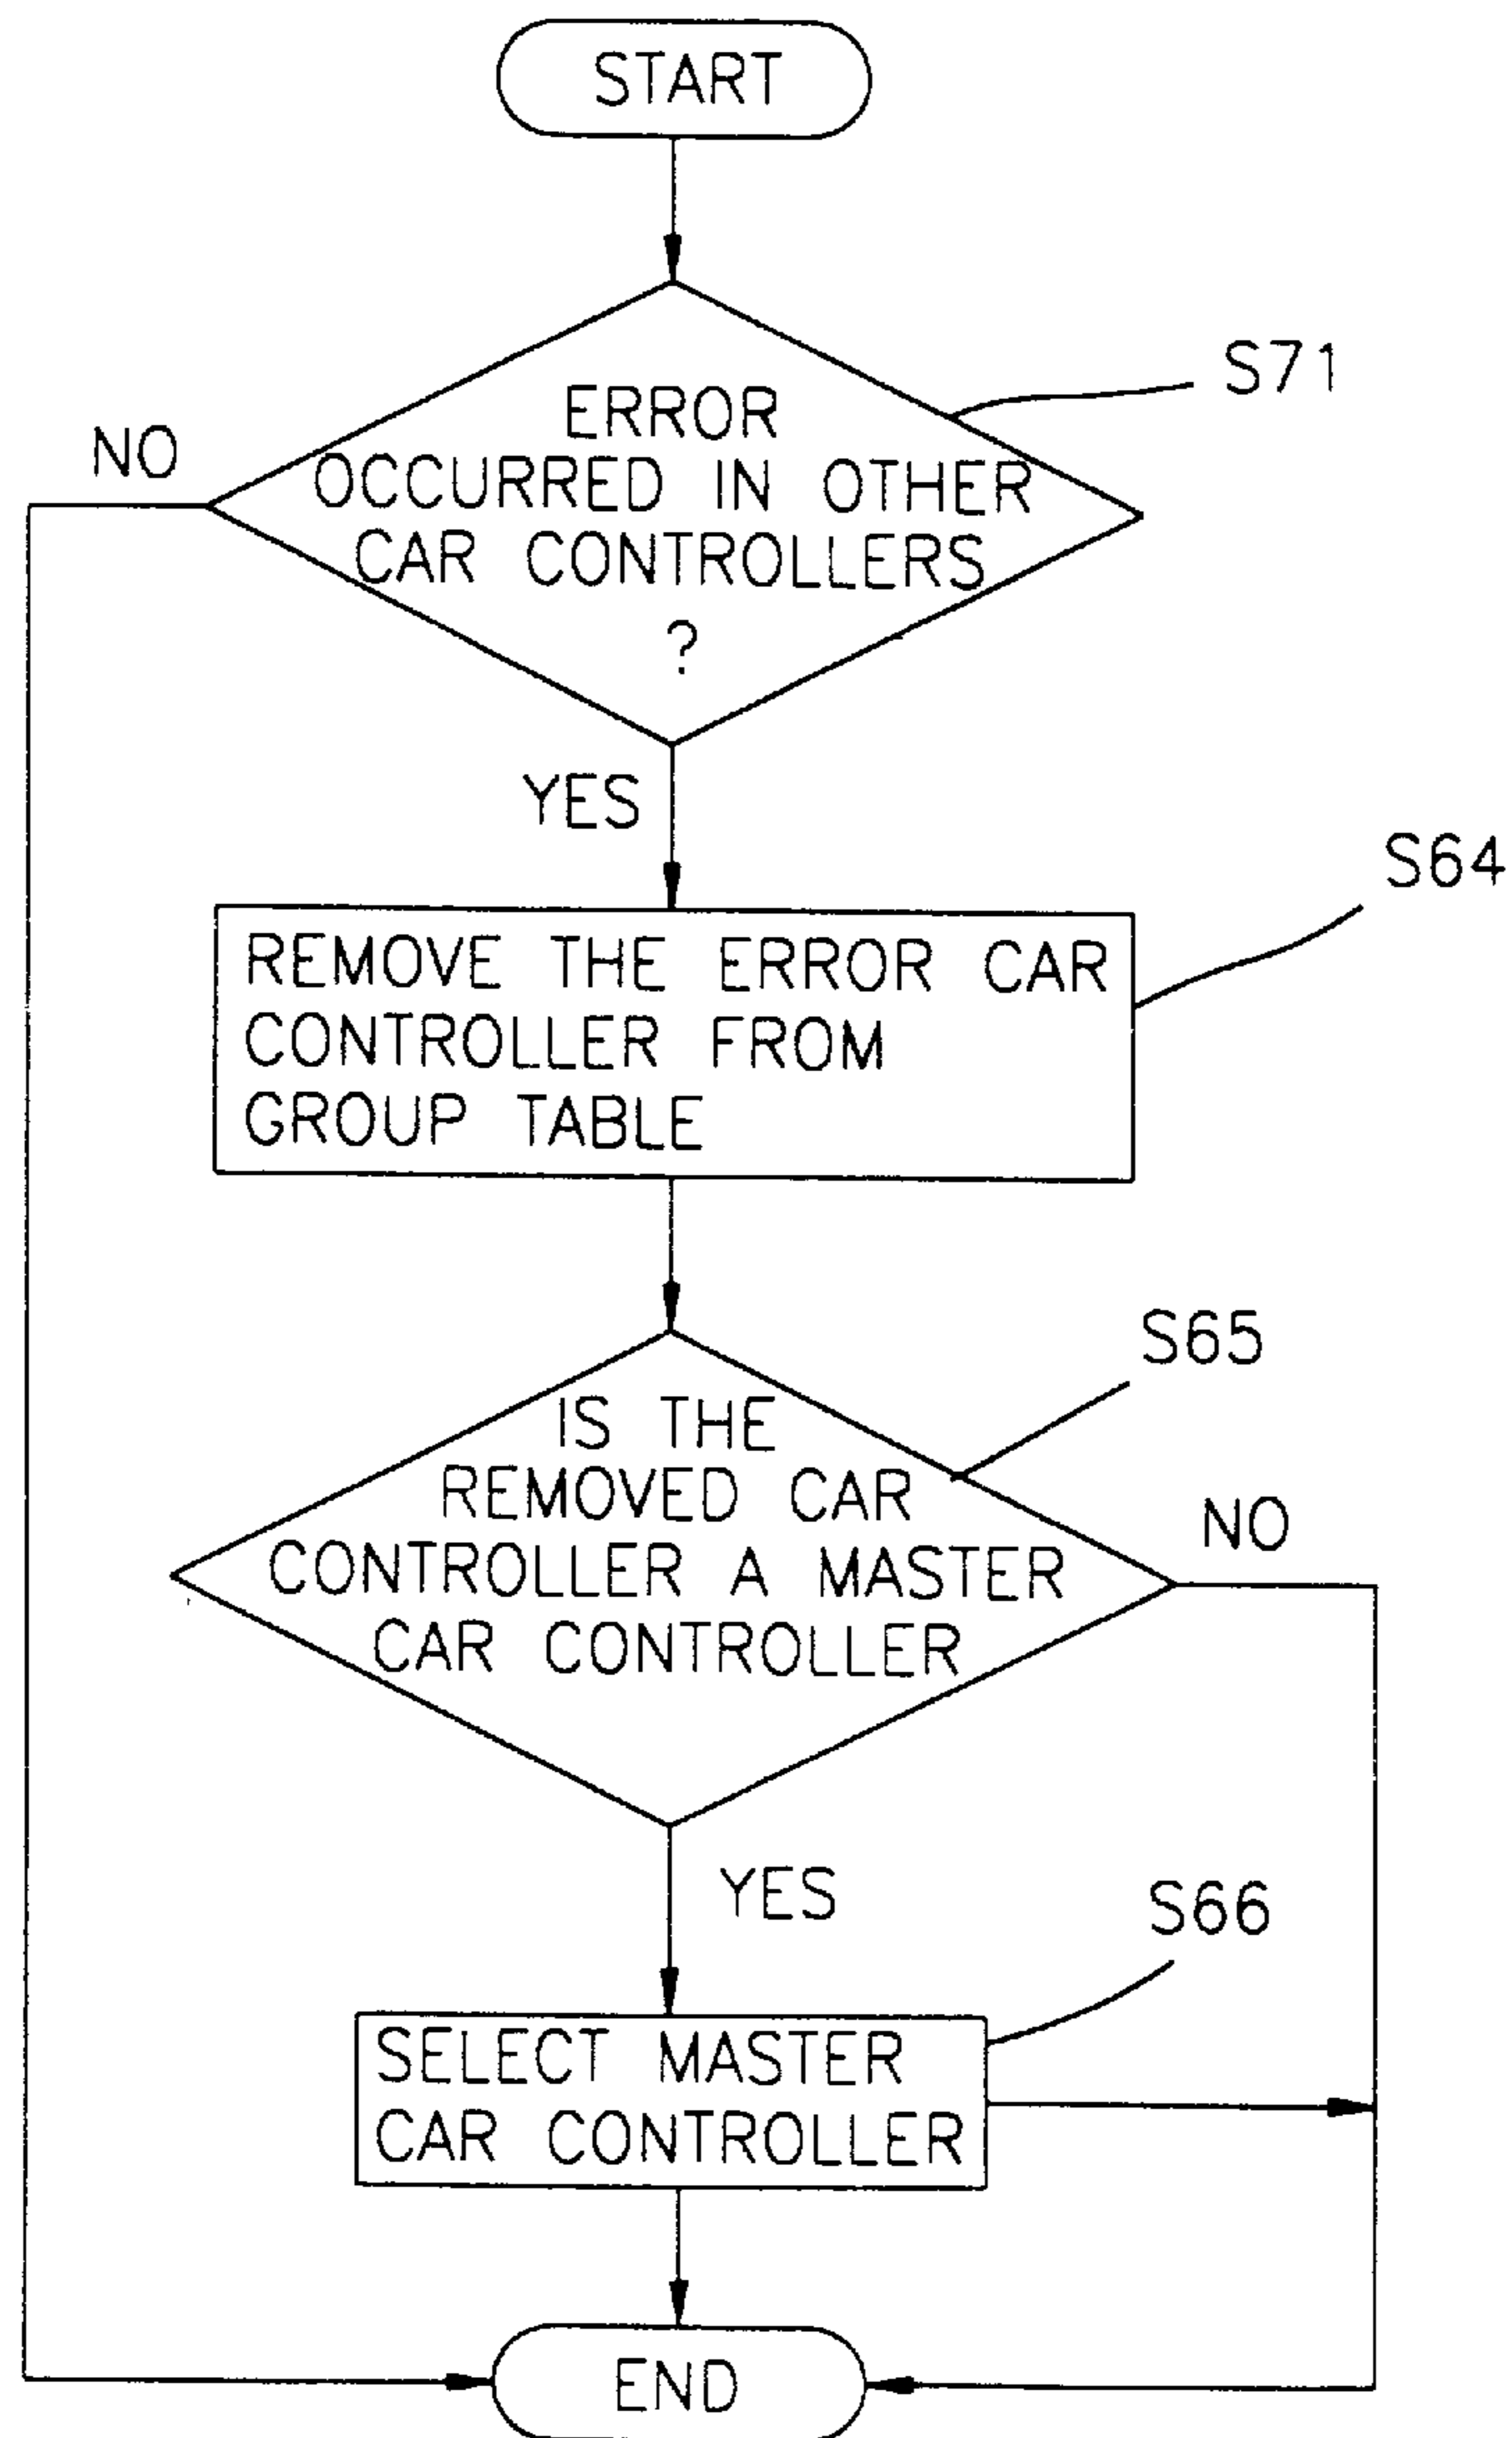 START
S71
NO
ERROR
OCCURRED IN OTHER
CAR CONTROLLERS
?
YES
S64
REMOVE THE ERROR CAR
CONTROLLER FROM
GROUP TABLE
S65
IS THE
REMOVED CAR
CONTROLLER A MASTER
CAR CONTROLLER
NO
YES
S66
SELECT MASTER
CAR CONTROLLER
END